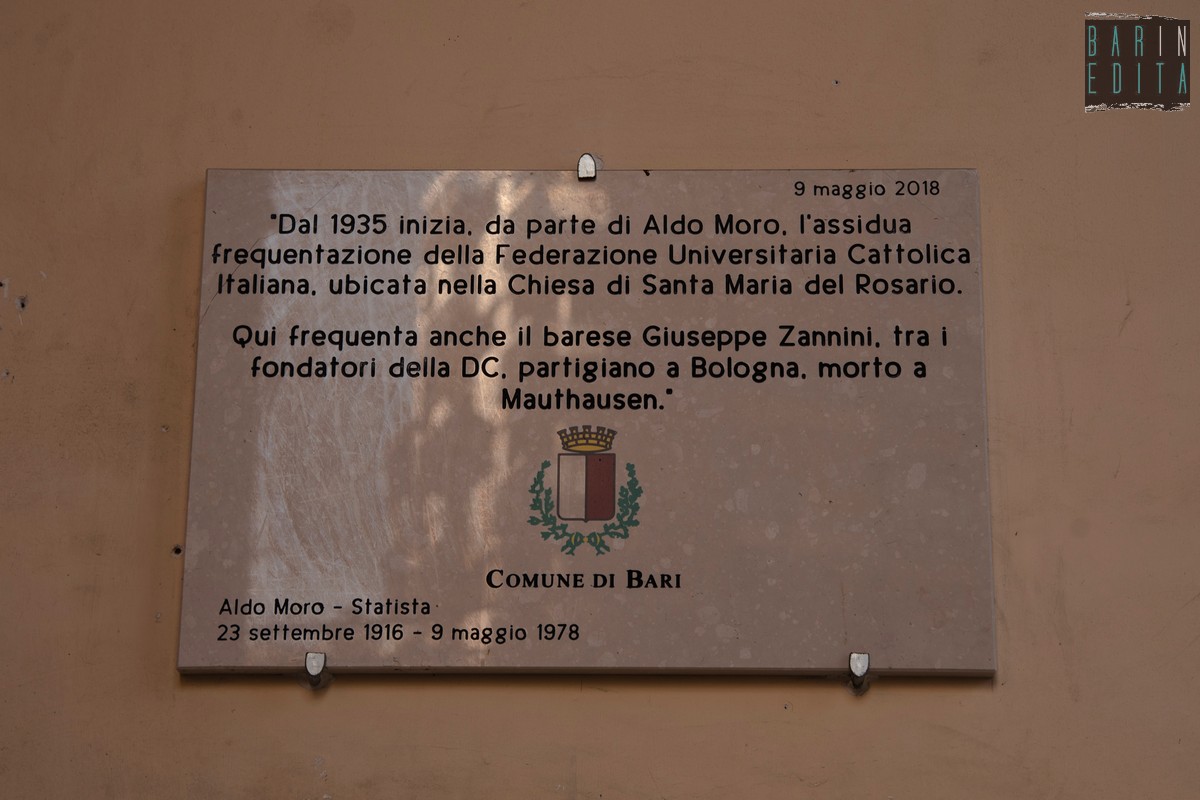 BARIN
EDITA
9 maggio 2018
"Dal 1935 inizia, da parte di Aldo Moro, l'assidua
frequentazione della Federazione Universitaria Cattolica
Italiana, ubicata nella Chiesa di Santa Maria del Rosario.
Qui frequenta anche il barese Giuseppe Zannini, tra i
fondatori della DC, partigiano a Bologna, morto a
Mauthausen."
COMUNE DI BARI
Aldo Moro - Statista
23 settembre 1916 - 9 maggio 1978